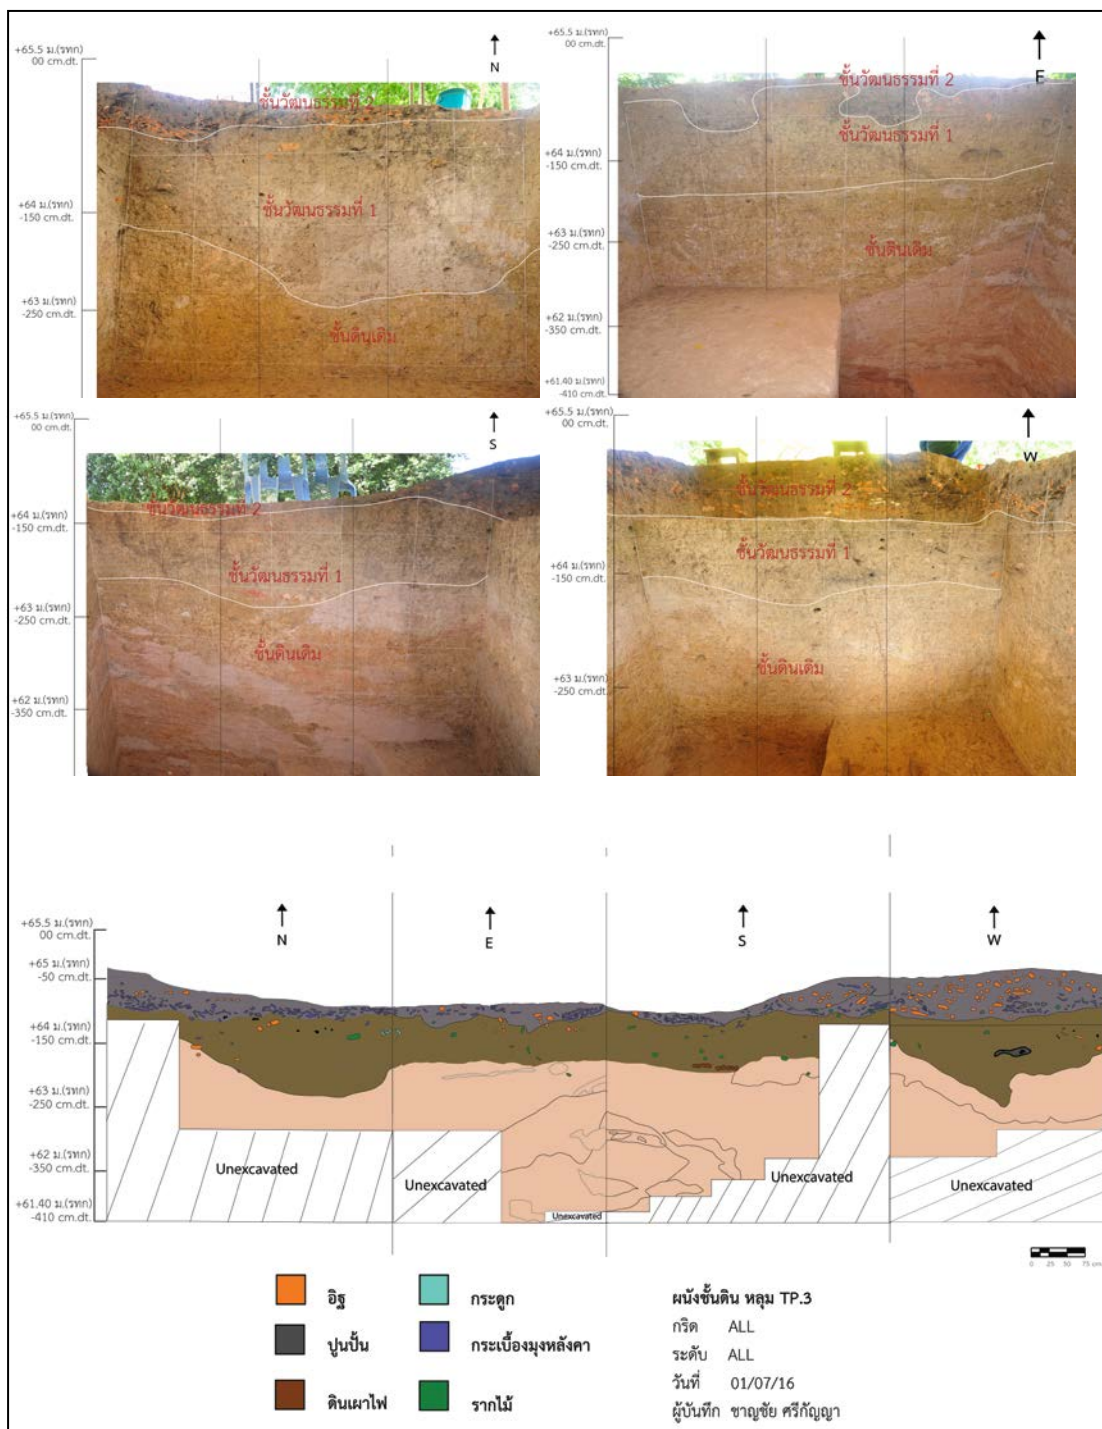 +65.5 ม.(รทก)
00 cm.dt.
N
ชั้นวัฒนธรรมที่ 2
ชั้นวัฒนธรรมที่ 1
+64 ม.(รทก)
-150 cm.dt.
+63 ม.(รทก)
-250 cm.dt.
ชั้นดินเดิม
+65.5 ม.(รทก)
00 cm.dt.
E
ชั้นวัฒนธรรมที่ 2
ชั้นวัฒนธรรมที่ 1
+64 ม.(รทก)
-150 cm.dt.
+63 ม.(รทก)
-250 cm.dt.
ชั้นดินเดิม
+62 ม.(รทก)
-350 cm.dt.
+61.40 ม.(รทก)
-410 cm.dt.
+65.5 ม.(รทก)
00 cm.dt.
S
ชั้นวัฒนธรรมที่ 2
+64 ม.(รทก)
-150 cm.dt.
ชั้นวัฒนธรรมที่ 1
+63 ม.(รทก)
-250 cm.dt.
ชั้นดินเดิม
+62 ม.(รทก)
-350 cm.dt.
+65.5 ม.(รทก)
00 cm.dt.
W
ชั้นวัฒนธรรมที่ 2
ชั้นวัฒนธรรมที่ 1
+64 ม.(รทก)
-150 cm.dt.
ชั้นดินเดิม
+63 ม.(รทก)
-250 cm.dt.
+65.5 ม.(รทก)
00 cm.dt.
N E S W
+65 ม.(รทก)
-50 cm.dt.
+64 ม.(รทก)
-150 cm.dt.
+63 ม.(รทก)
-250 cm.dt.
+62 ม.(รทก)
-350 cm.dt.
+61.40 ม.(รทก)
-410 cm.dt.
Unexcavated
Unexcavated
Unexcavated
Unexcavated
Unexcavated
0 25 50 75 cm
อิฐ
กระดูก
ปูนปั้น
กระเบื้องมุงหลังคา
ดินเผาไฟ
รากไม้
ผนังชั้นดิน หลุม TP.3
กริด ALL
ระดับ ALL
วันที่ 01/07/16
ผู้บันทึก ชาญชัย ศรีกัญญา